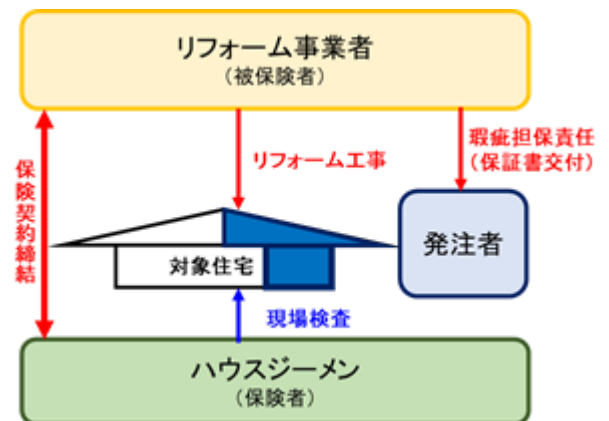 リフォーム事業者
（被保険者）
保険契約締結
リフォーム工事
瑕疵担保責任
（保証書交付）
対象住宅
発注者
現場検査
ハウスジーメン
（保険者）